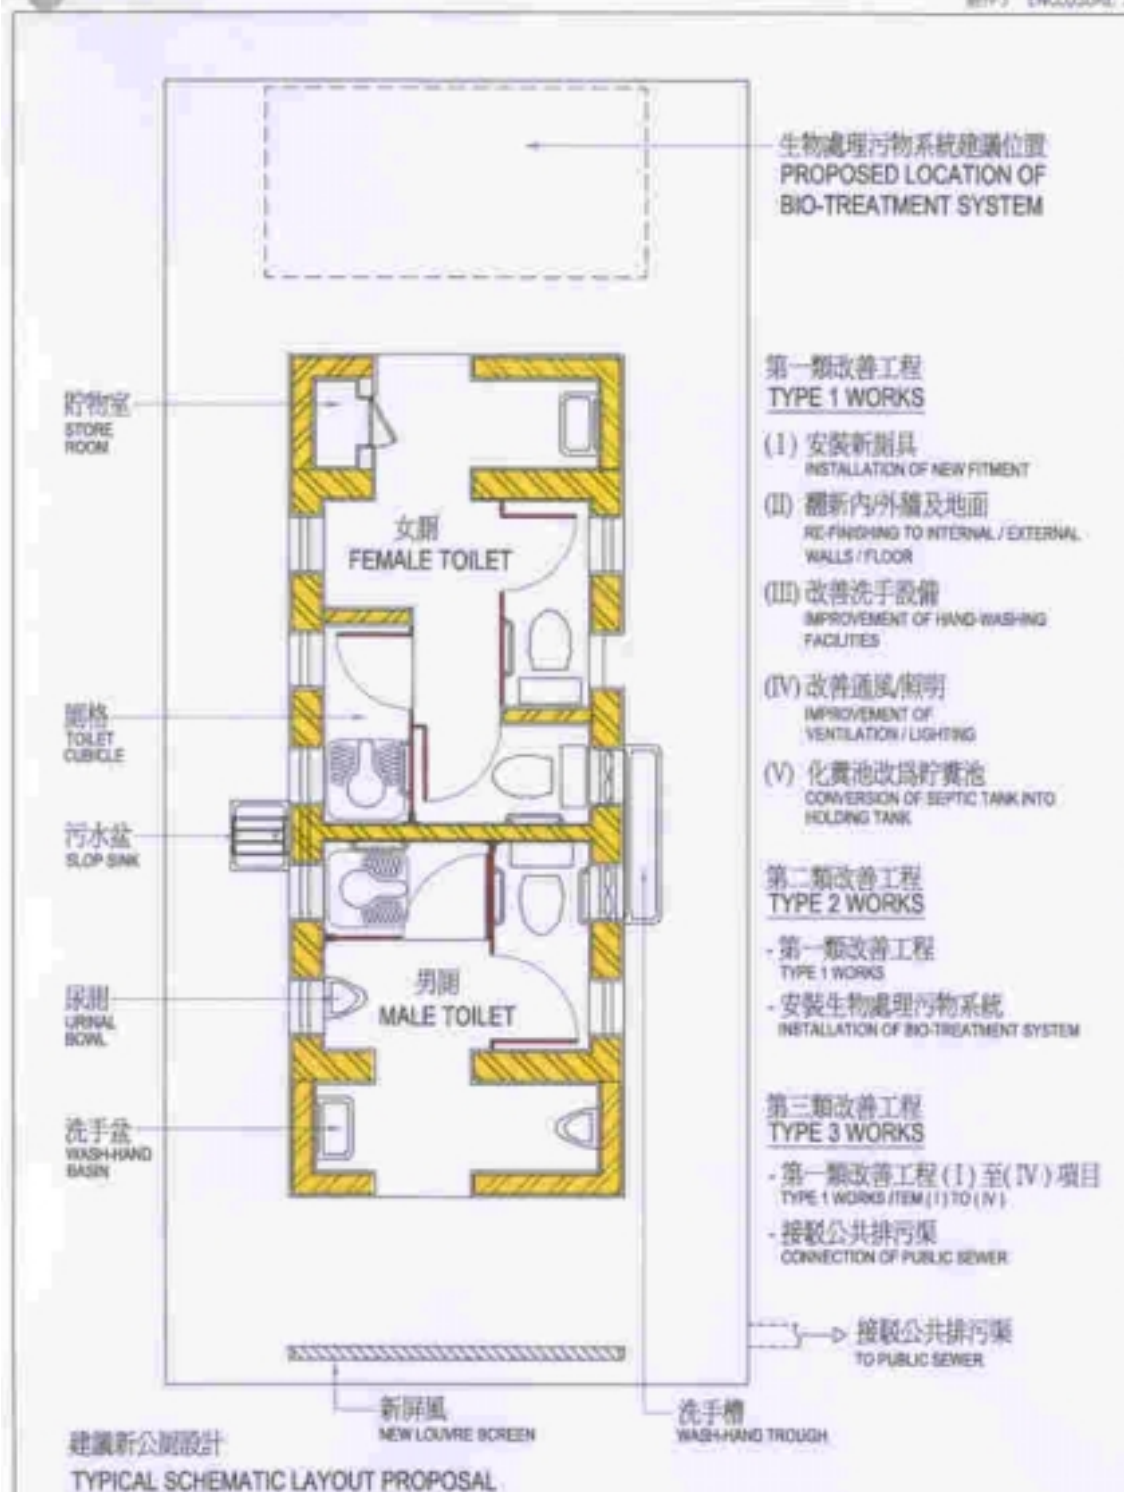 附件3 ENCLOSURE
生物處理污物系統建議位置
PROPOSED LOCATION OF
BIO-TREATMENT SYSTEM
貯物室
STORE
ROOM
女廁
FEMALE TOILET
廁格
TOILET
CUBICLE
污水盆
SLOP SINK
尿兜
URINAL
BOWL
男廁
MALE TOILET
洗手盆
WASH-HAND
BASIN
第一類改善工程
TYPE 1 WORKS
(I) 安裝新廁具
INSTALLATION OF NEW FITMENT
(II) 翻新內/外牆及地面
RE-FINISHING TO INTERNAL / EXTERNAL
WALLS / FLOOR
(III) 改善洗手設備
IMPROVEMENT OF HAND-WASHING
FACILITIES
(IV) 改善通風/照明
IMPROVEMENT OF
VENTILATION / LIGHTING
(V) 化糞池改為貯糞池
CONVERSION OF SEPTIC TANK INTO
HOLDING TANK
第二類改善工程
TYPE 2 WORKS
- 第一類改善工程
TYPE 1 WORKS
- 安裝生物處理污物系統
INSTALLATION OF BIO-TREATMENT SYSTEM
第三類改善工程
TYPE 3 WORKS
- 第一類改善工程 ( I ) 至( IV ) 項目
TYPE 1 WORKS ITEM ( I ) TO ( IV )
- 接駁公共排污渠
CONNECTION OF PUBLIC SEWER
接駁公共排污渠
TO PUBLIC SEWER
新屏風
NEW LOUVRE SCREEN
洗手槽
WASH-HAND TROUGH
建議新公廁設計
TYPICAL SCHEMATIC LAYOUT PROPOSAL